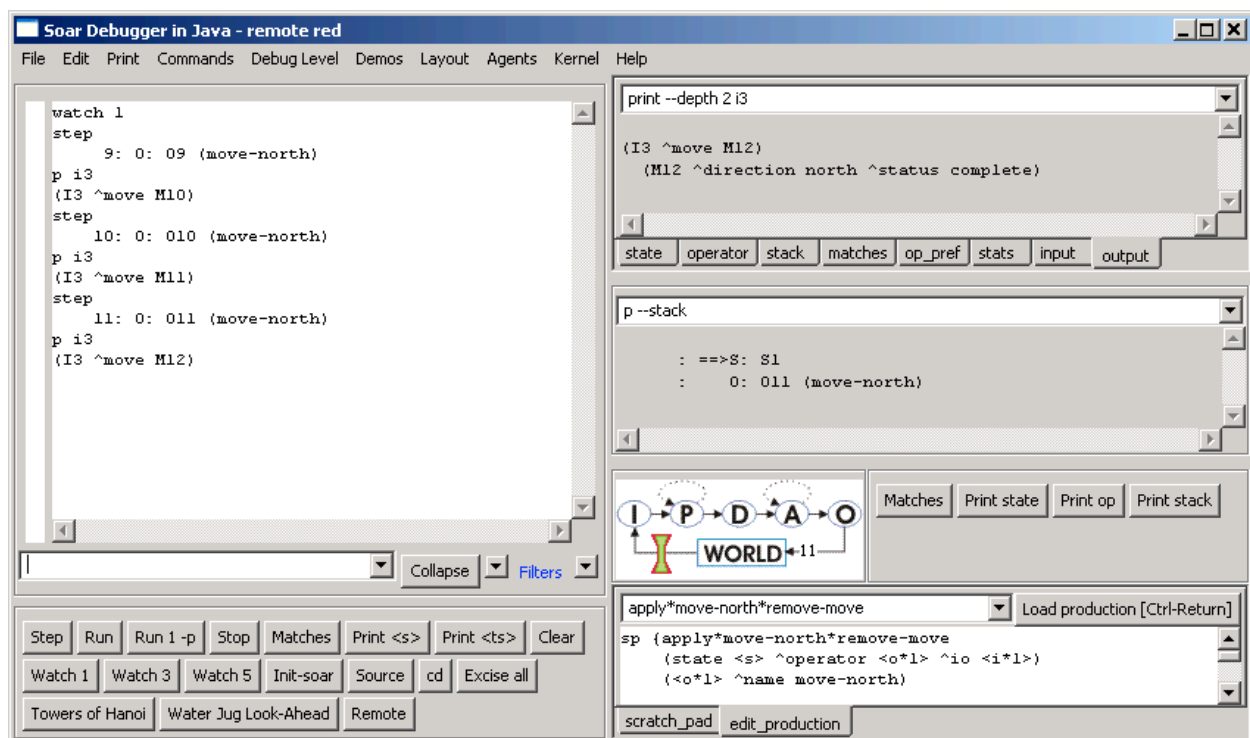 Soar Debugger in Java - remote red
File Edit Print Commands Debug Level Demos Layout Agents Kernel Help
watch 1
step
9: O: O9 (move-north)
p i3
(I3 ^move M10)
step
10: O: O10 (move-north)
p i3
(I3 ^move M11)
step
11: O: O11 (move-north)
p i3
(I3 ^move M12)
Collapse Filters
Step Run Run 1 -p Stop Matches Print <s> Print <ts> Clear
Watch 1 Watch 3 Watch 5 Init-soar Source cd Excise all
Towers of Hanoi Water Jug Look-Ahead Remote
print --depth 2 i3
(I3 ^move M12)
(M12 ^direction north ^status complete)
state operator stack matches op_pref stats input output
p --stack
: ==>S: S1
: O: O11 (move-north)
I P D A O
WORLD 11
Matches Print state Print op Print stack
apply*move-north*remove-move Load production [Ctrl-Return]
sp {apply*move-north*remove-move
(state <s> ^operator <o*1> ^io <i*1>)
(<o*1> ^name move-north)
scratch_pad edit_production